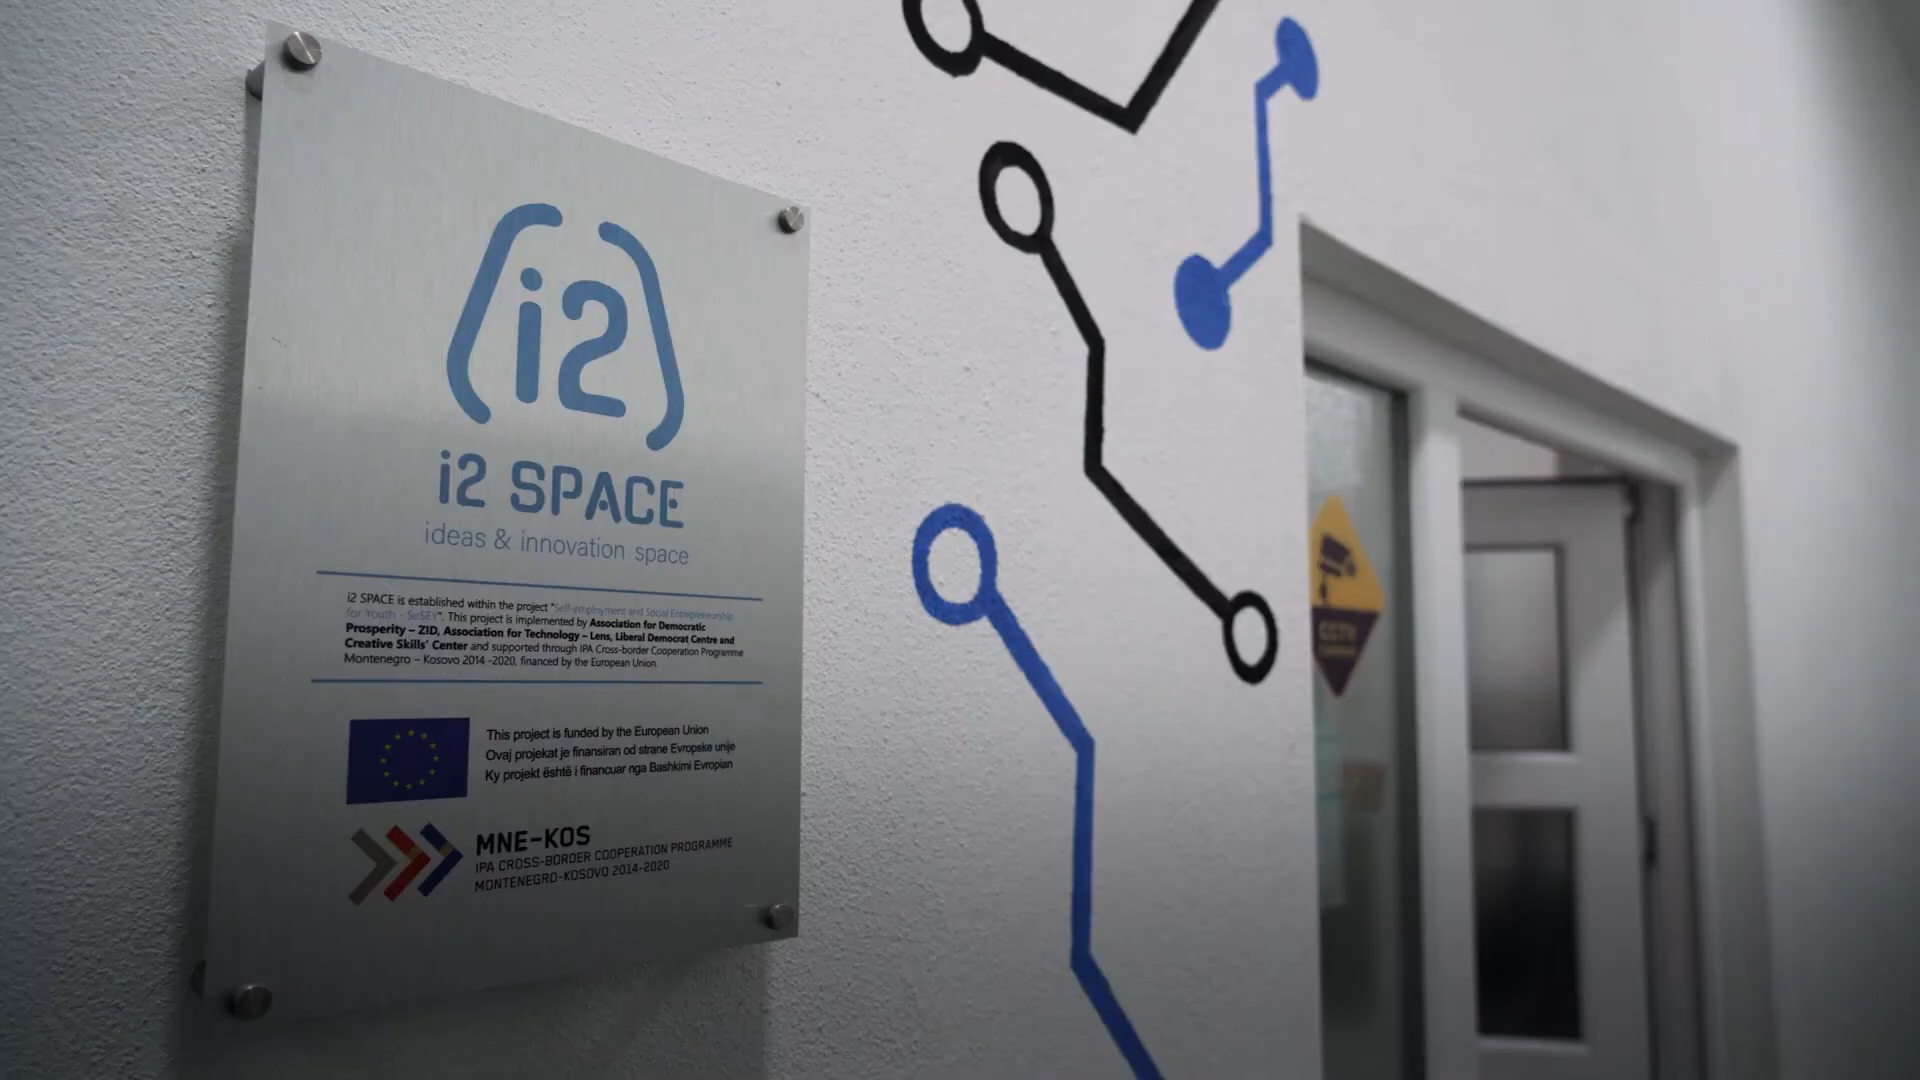 i2
i2 SPACE
ideas & innovation space
i2 SPACE is established within the project "Self-employment and Social Entrepreneurship
for Youth - SeSEY". This project is implemented by Association for Democratic
Prosperity – ZID, Association for Technology – Lens, Liberal Democrat Centre and
Creative Skills' Center and supported through IPA Cross-border Cooperation Programme
Montenegro – Kosovo 2014 -2020, financed by the European Union.
This project is funded by the European Union
Ovaj projekat je finansiran od strane Evropske unije
Ky projekt është i financuar nga Bashkimi Evropian
MNE-KOS
IPA CROSS-BORDER COOPERATION PROGRAMME
MONTENEGRO-KOSOVO 2014-2020
CCTV